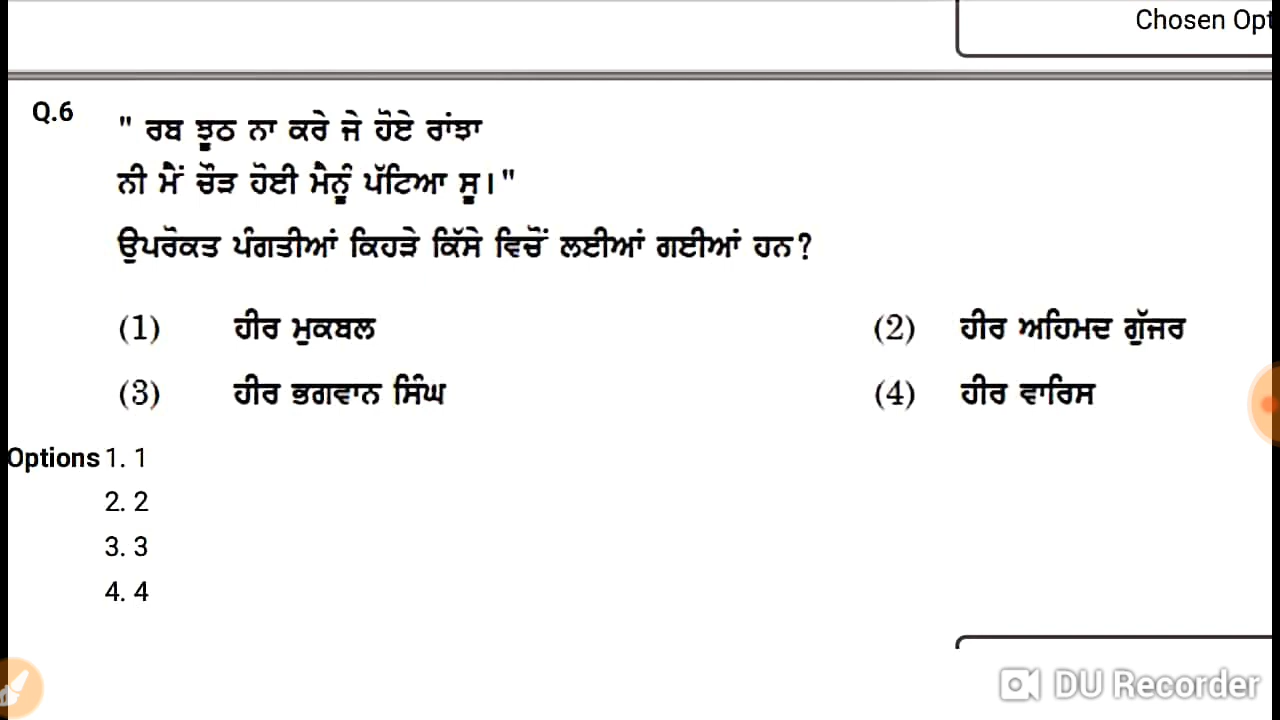 Chosen Opt
Q.6
" ਰਬ ਝੂਠ ਨਾ ਕਰੇ ਜੇ ਹੋਏ ਰਾਂਝਾ
ਨੀ ਮੈਂ ਚੌੜ ਹੋਈ ਮੈਨੂੰ ਪੱਟਿਆ ਸੂ।"
ਉਪਰੋਕਤ ਪੰਗਤੀਆਂ ਕਿਹੜੇ ਕਿੱਸੇ ਵਿਚੋਂ ਲਈਆਂ ਗਈਆਂ ਹਨ?
(1) ਹੀਰ ਮੁਕਬਲ (2) ਹੀਰ ਅਹਿਮਦ ਗੁੱਜਰ
(3) ਹੀਰ ਭਗਵਾਨ ਸਿੰਘ (4) ਹੀਰ ਵਾਰਿਸ
Options 1. 1
2. 2
3. 3
4. 4
DU Recorder